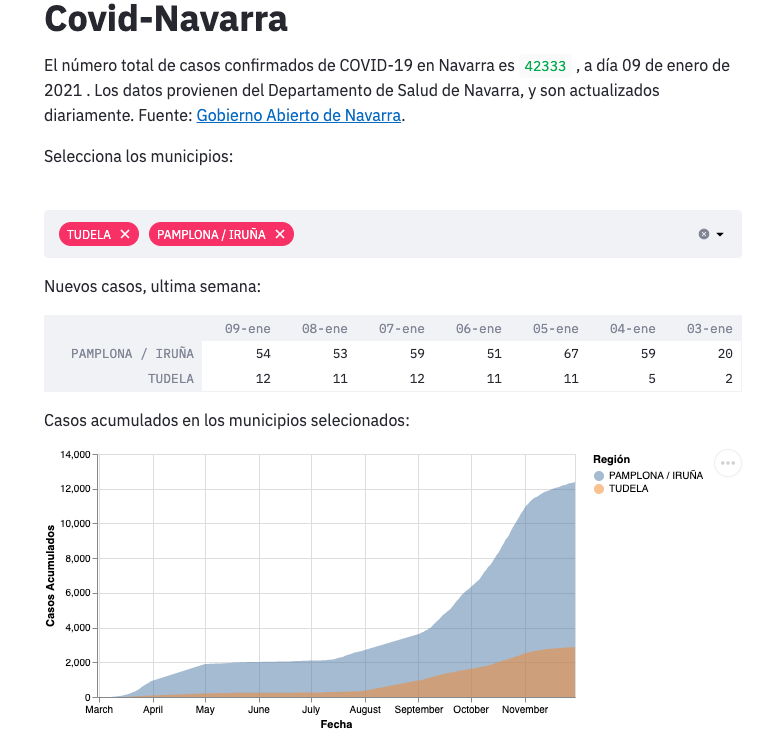 Covid-Navarra
El número total de casos confirmados de COVID-19 en Navarra es 42333 , a día 09 de enero de
2021 . Los datos provienen del Departamento de Salud de Navarra, y son actualizados
diariamente. Fuente: Gobierno Abierto de Navarra.
Selecciona los municipios:
TUDELA PAMPLONA / IRUÑA
Nuevos casos, ultima semana:
09-ene 08-ene 07-ene 06-ene 05-ene 04-ene 03-ene
PAMPLONA / IRUÑA 54 53 59 51 67 59 20
TUDELA 12 11 12 11 11 5 2
Casos acumulados en los municipios seleccionados:
Casos Acumulados
14,000
12,000
10,000
8,000
6,000
4,000
2,000
0
March April May June July August September October November
Fecha
Región
PAMPLONA / IRUÑA
TUDELA